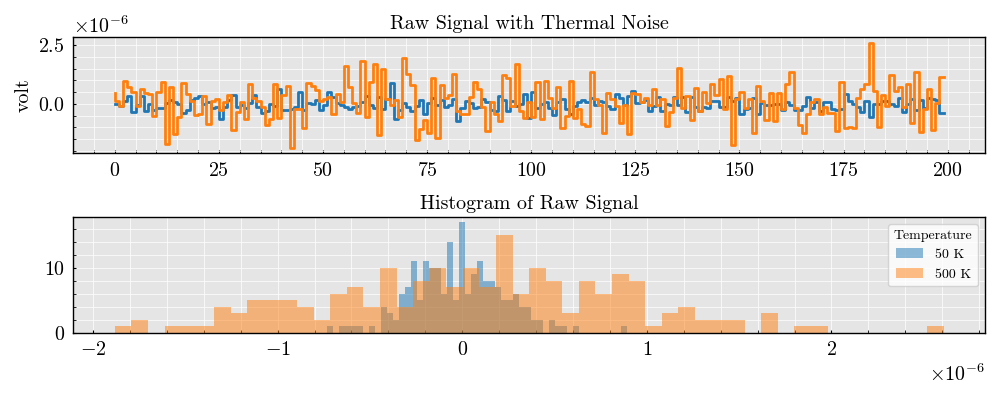 Raw Signal with Thermal Noise
×10⁻⁶
volt
2.5
0.0
0 25 50 75 100 125 150 175 200
Histogram of Raw Signal
Temperature
50 K
500 K
10
0
−2 −1 0 1 2
×10⁻⁶